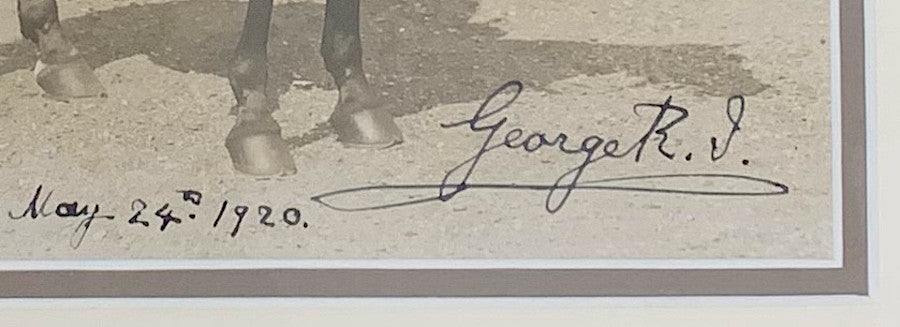 George R. I.
May 24th. 1920.